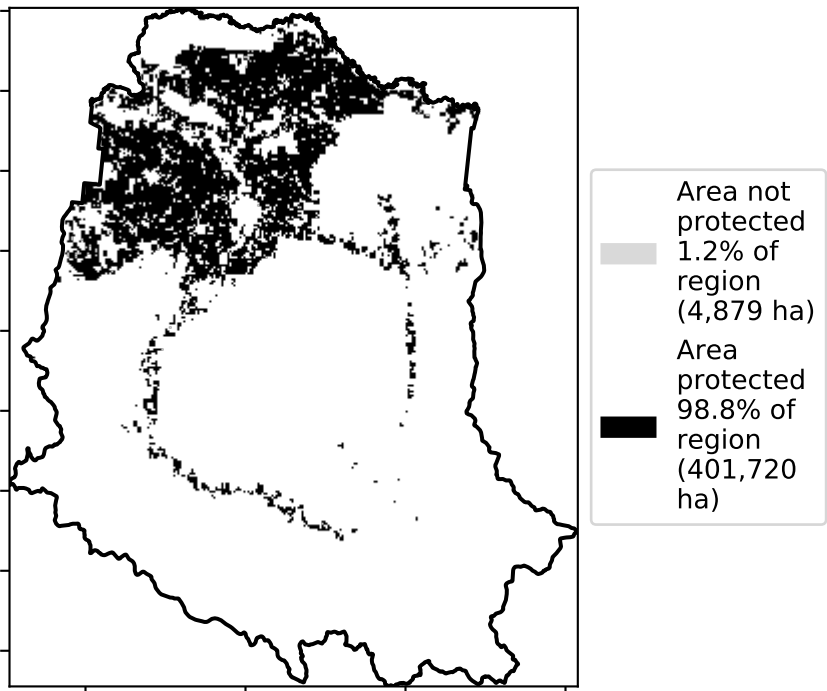 Area not
protected
1.2% of
region
(4,879 ha)
Area
protected
98.8% of
region
(401,720
ha)